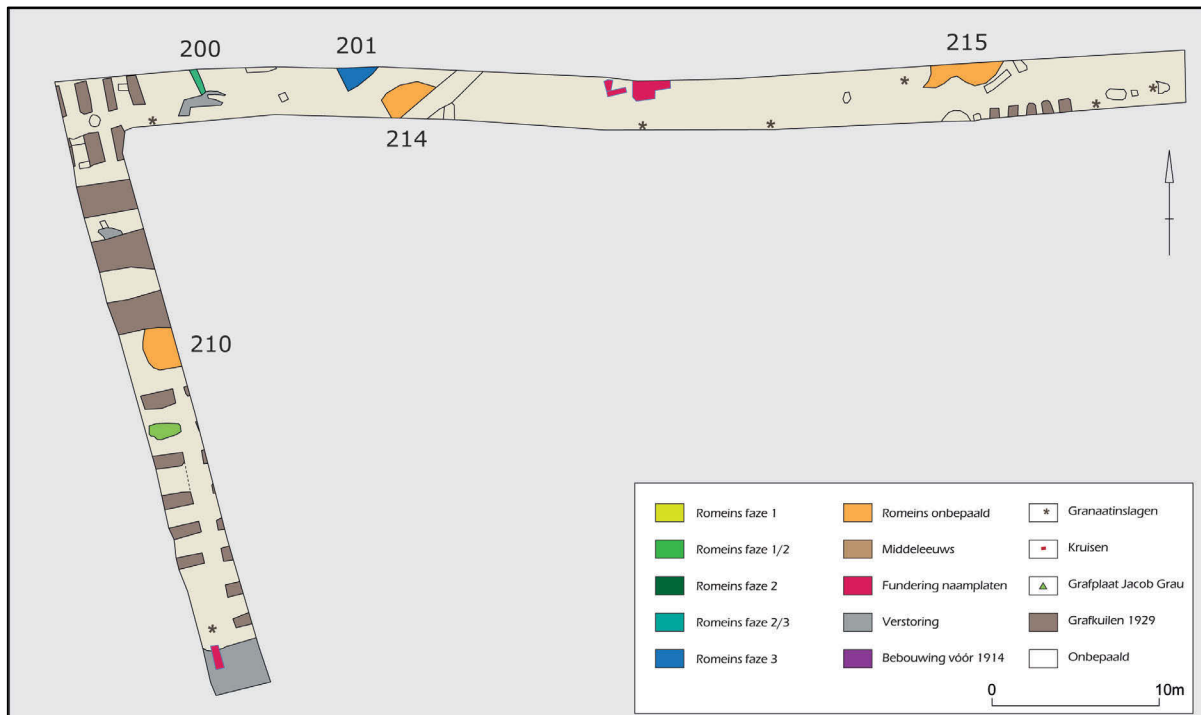 200
201
215
214
210
Romeins faze 1
Romeins faze 1/2
Romeins faze 2
Romeins faze 2/3
Romeins faze 3
Romeins onbepaald
Middeleeuws
Fundering naamplaten
Verstoring
Bebouwing vóór 1914
Granaatinslagen
Kruisen
Grafplaat Jacob Grau
Grafkuilen 1929
Onbepaald
0 10m